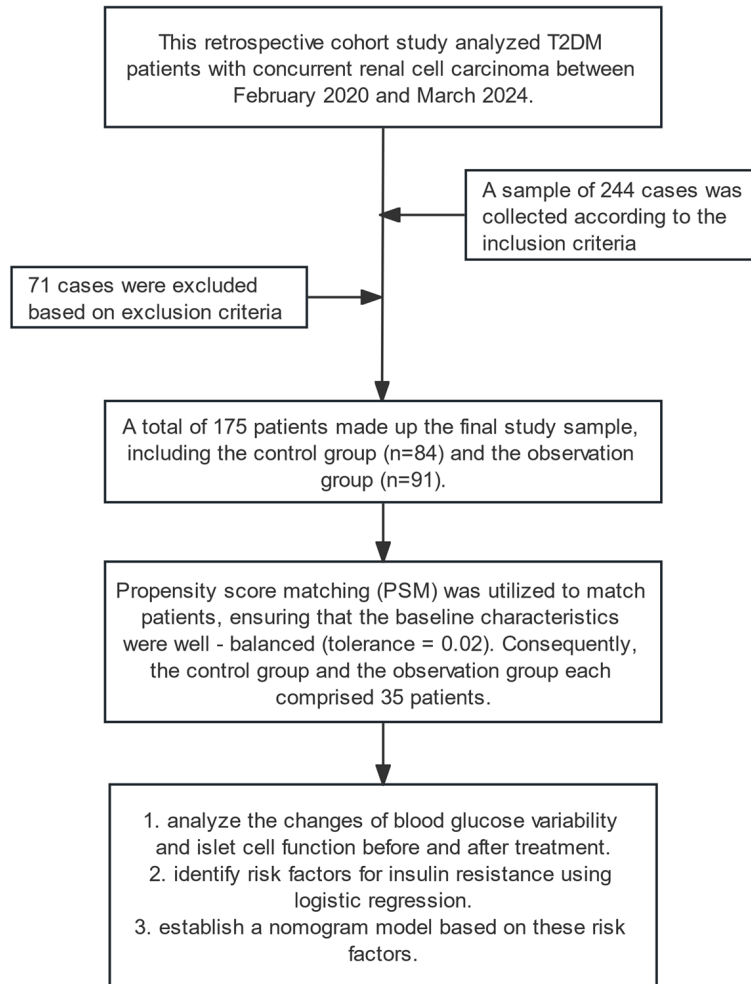 This retrospective cohort study analyzed T2DM
patients with concurrent renal cell carcinoma between
February 2020 and March 2024.
A sample of 244 cases was
collected according to the
inclusion criteria
71 cases were excluded
based on exclusion criteria
A total of 175 patients made up the final study sample,
including the control group (n=84) and the observation
group (n=91).
Propensity score matching (PSM) was utilized to match
patients, ensuring that the baseline characteristics
were well - balanced (tolerance = 0.02). Consequently,
the control group and the observation group each
comprised 35 patients.
1. analyze the changes of blood glucose variability
and islet cell function before and after treatment.
2. identify risk factors for insulin resistance using
logistic regression.
3. establish a nomogram model based on these risk
factors.